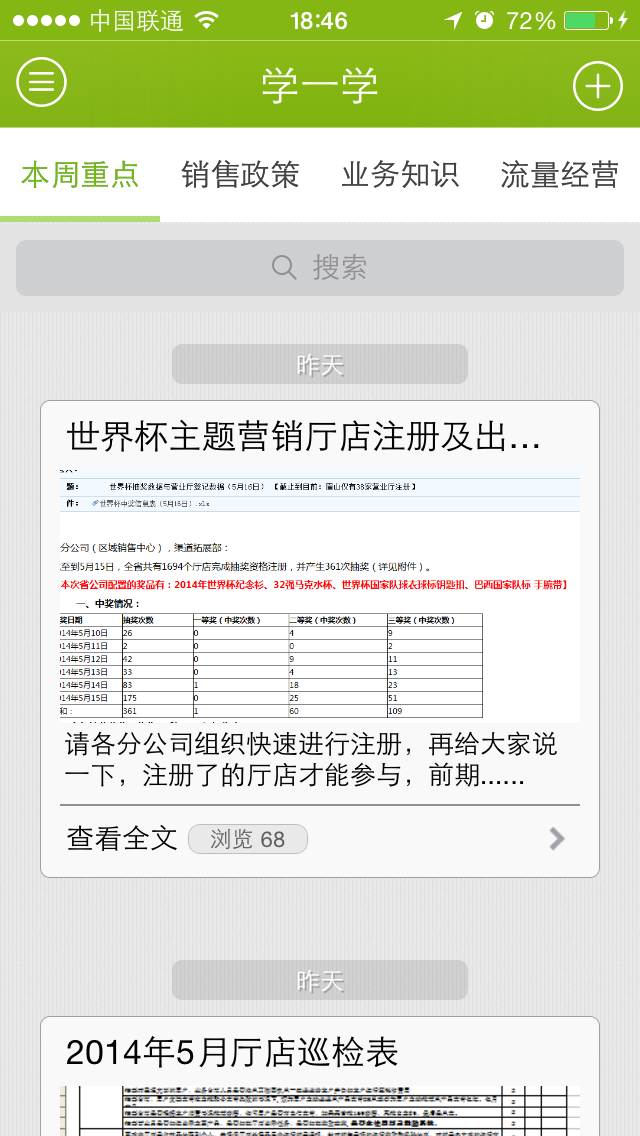 中国联通 18:46 72%
学一学
本周重点 销售政策 业务知识 流量经营
搜索
昨天
世界杯主题营销厅店注册及出…
题： 世界杯抽奖数据与营业厅登记数据（5月16日）【截止到目前：眉山仅有38家营业厅注册】
件： 世界杯中奖信息表（5月16日）.xls
分公司（区域销售中心），渠道拓展部：
至到5月15日，全省共有1694个厅店完成抽奖资格注册，并产生361次抽奖（详见附件）。
本次省公司配置的奖品有：2014年世界杯纪念衫、32强马克水杯、世界杯国家队球衣球标钥匙扣、巴西国家队标 手腕带】
一、中奖情况：
奖日期 抽奖次数 一等奖（中奖次数） 二等奖（中奖次数） 三等奖（中奖次数）
014年5月10日 26 0 4 9
014年5月11日 2 0 0 2
014年5月12日 42 0 9 11
014年5月13日 33 0 4 13
014年5月14日 83 1 18 23
014年5月15日 175 0 25 51
和： 361 1 60 109
请各分公司组织快速进行注册，再给大家说
一下，注册了的厅店才能参与，前期......
查看全文 浏览 68
昨天
2014年5月厅店巡检表